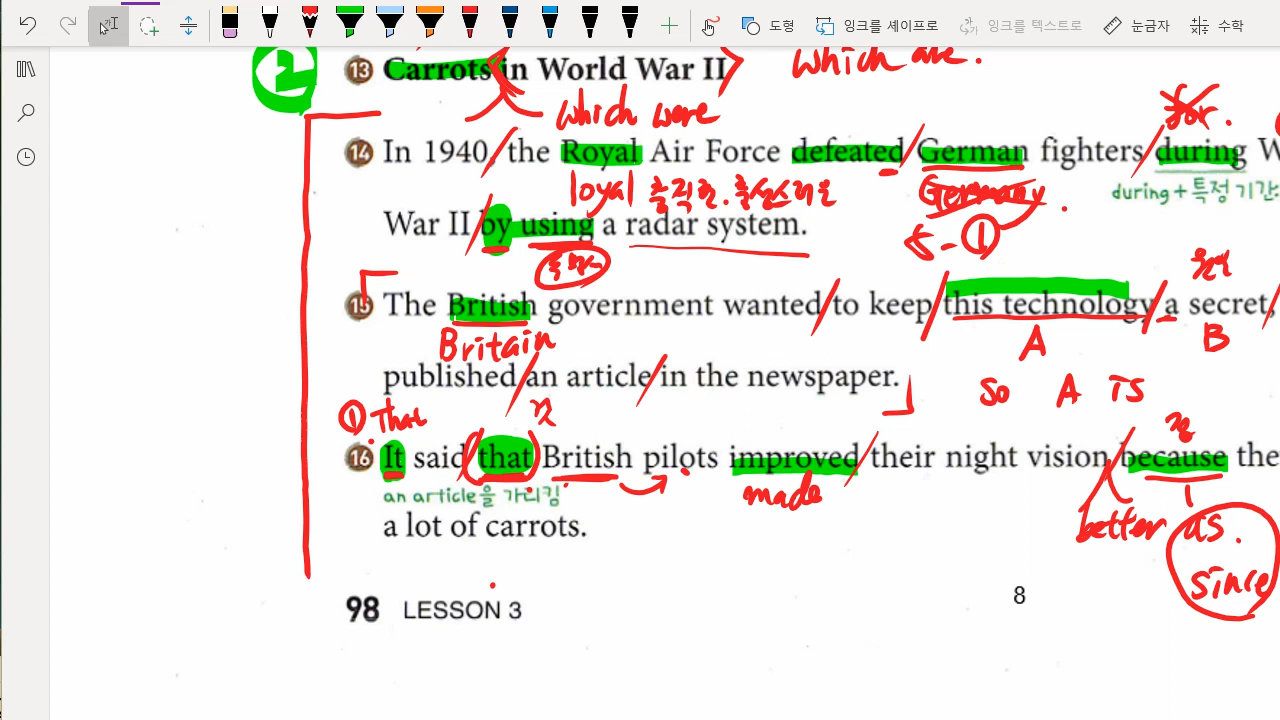 도형 잉크를 셰이프로 잉크를 텍스트로 눈금자 수학
2
13 Carrots in World War II which are.
which were
for.
14 In 1940, the Royal Air Force defeated German fighters during W
loyal 충직한. 충성스러운 Germany. during + 특정 기간:
War II by using a radar system.
5-①
15 The British government wanted to keep this technology a secret,
Britain A B
published an article in the newspaper.
so A is
① That
16 It said that British pilots improved their night vision because the
an article을 가리킴 made
better as.
a lot of carrots.
since
98 LESSON 3
8